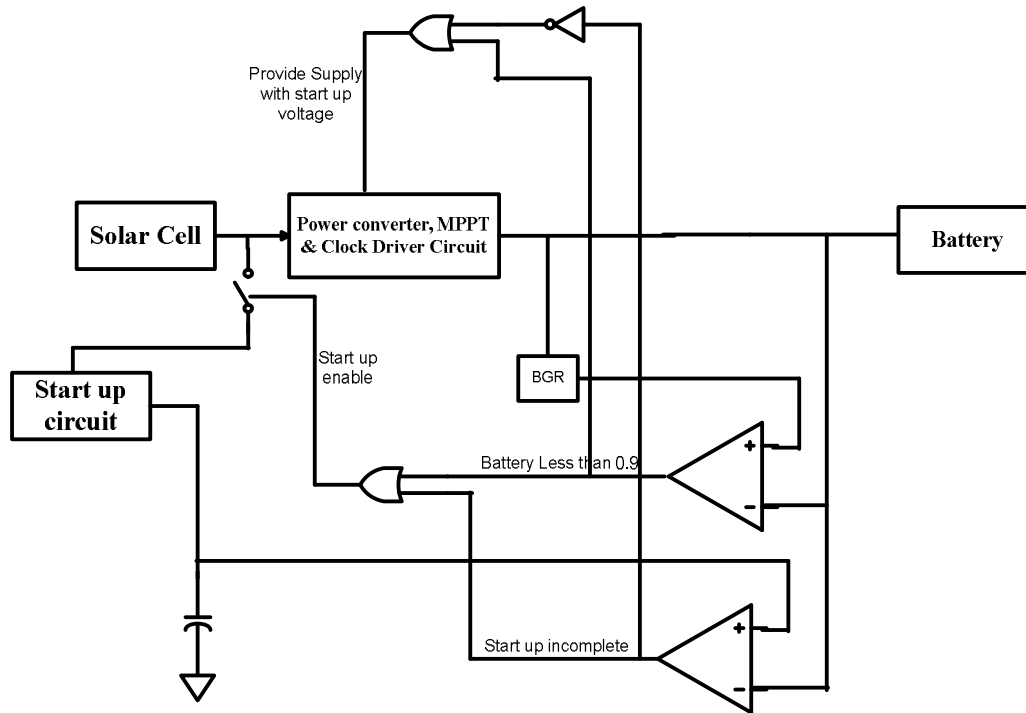 Provide Supply
with start up
voltage
Solar Cell
Power converter, MPPT
& Clock Driver Circuit
Battery
Start up
enable
BGR
Start up
circuit
+
Battery Less than 0.9
−
+
Start up incomplete
−